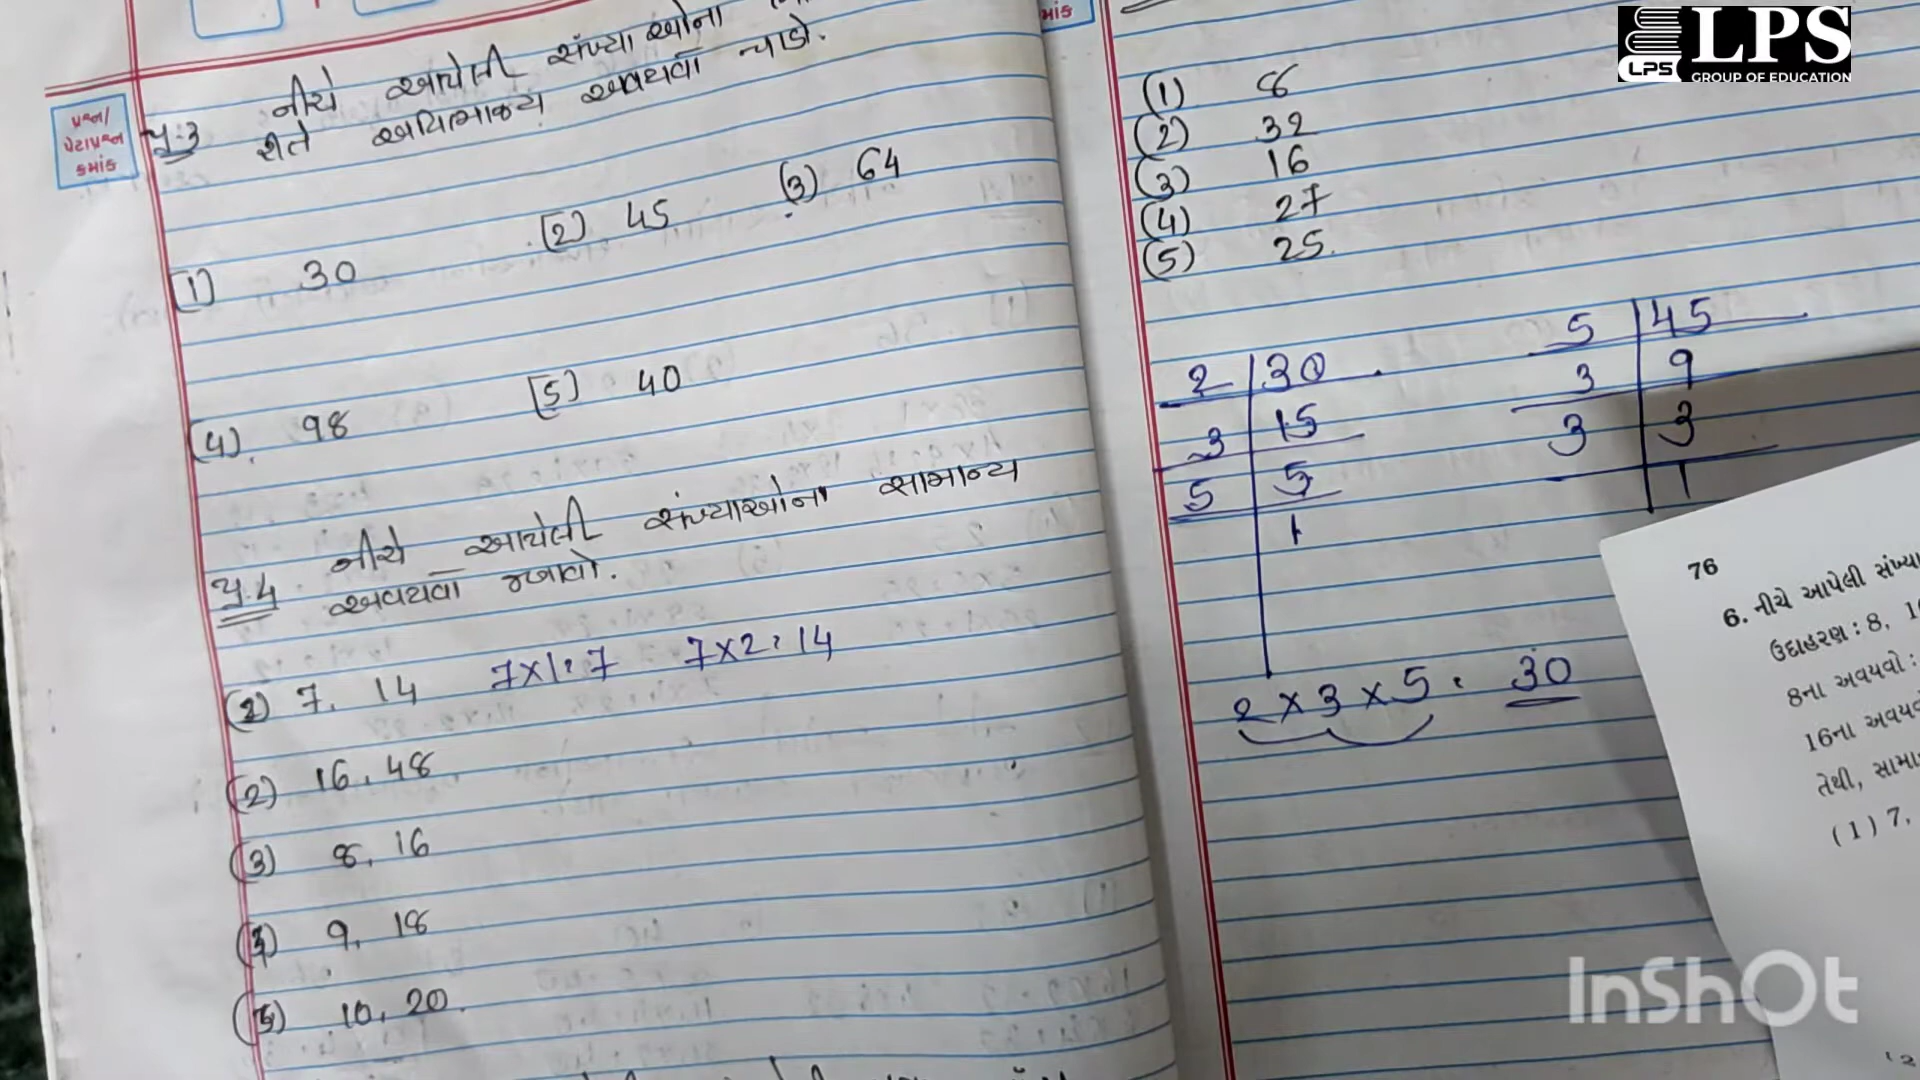 LPS
LPS
GROUP OF EDUCATION
માંક
પ્રશ્ન/
પેટાપ્રશ્ન
ક્રમાંક
પ્ર.3 નીચે આપેલી સંખ્યાઓના
રીતે અવિભાજ્ય અવયવો પાડો.
(1) 30 (2) 45 (3) 64
(4) 98 (5) 40
પ્ર.4 નીચે આપેલી સંખ્યાઓના સામાન્ય
અવયવો
(1) 7, 14 7×1=7 7×2=14
(2) 16, 48
(3) 8, 16
(4) 9, 18
(5) 10, 20.
(1) 8
(2) 32
(3) 16
(4) 27
(5) 25.
2 | 30
3 | 15
5 | 5
1
5 | 45
3 | 9
3 | 3
1
2 × 3 × 5 = 30
76
6. નીચે આપેલી સંખ્યા
ઉદાહરણ : 8, 1
8ના અવયવો :
16ના અવયવ
તેથી, સામા
(1) 7,
(2
InShOt